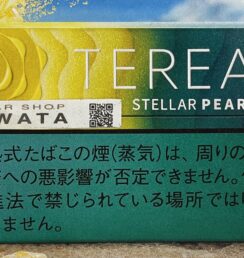 TEREA
STELLAR PEAR
AR SHOP
WATA
式たばこの煙(蒸気)は、周りの
への悪影響が否定できません。
法で禁じられている場所では
ません。